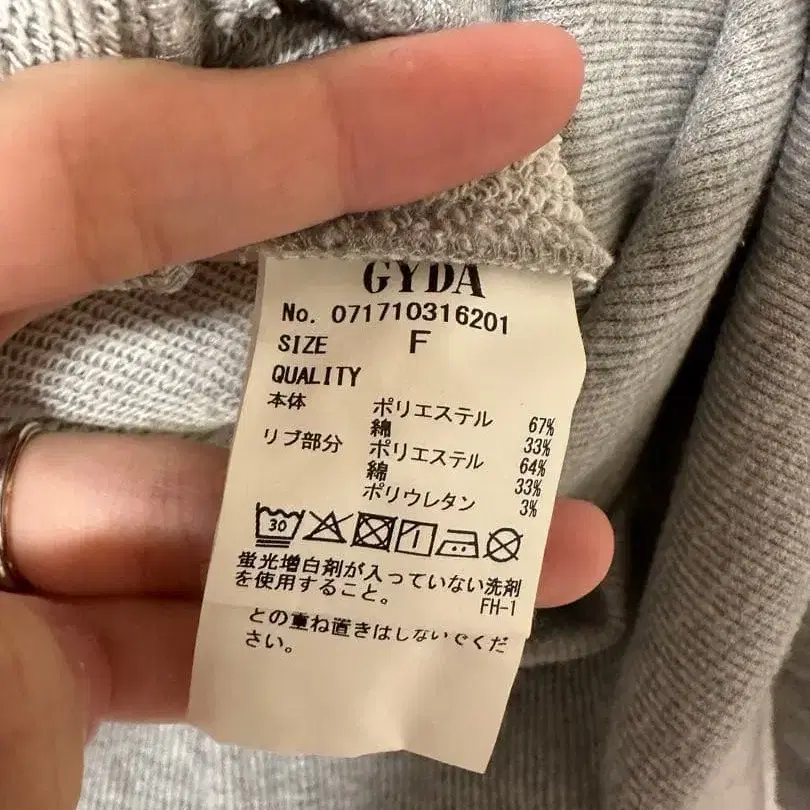 GYDA
No. 071710316201
SIZE F
QUALITY
本体 ポリエステル 67%
綿 33%
リブ部分 ポリエステル 64%
綿 33%
ポリウレタン 3%
30
蛍光増白剤が入っていない洗剤
を使用すること。 FH-1
との重ね置きはしないでくだ
さい。